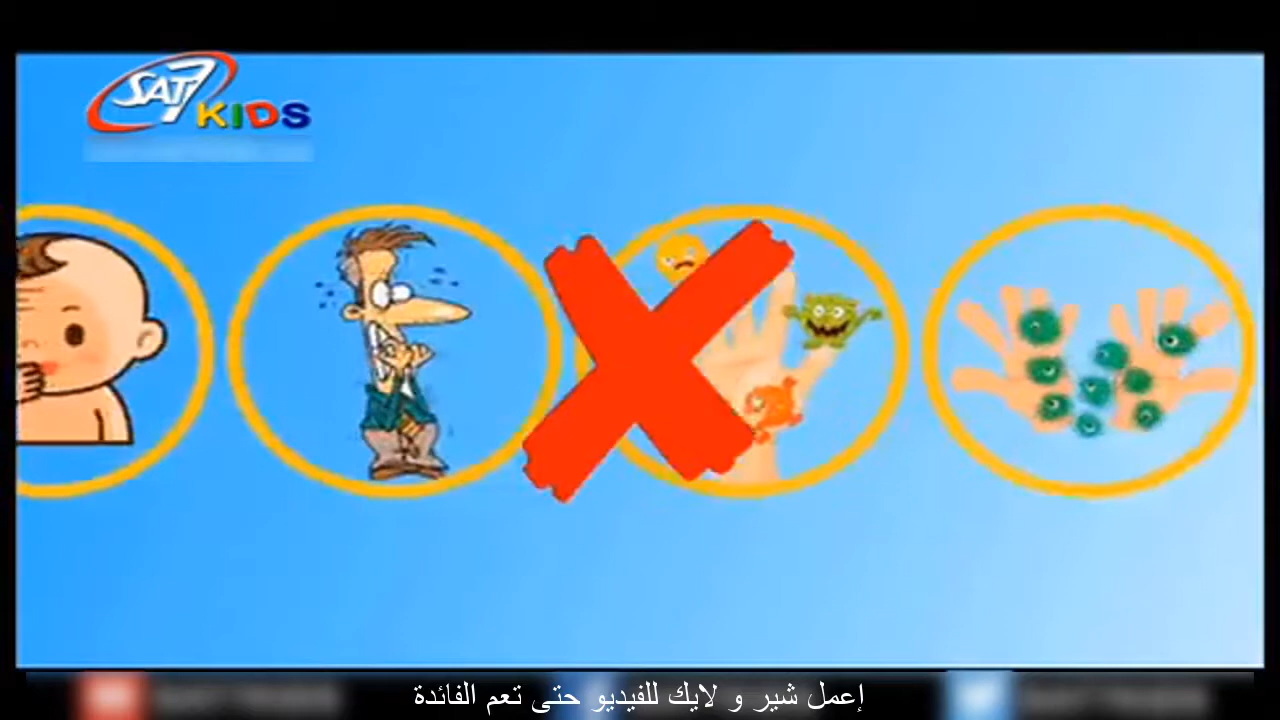 SAT7
KIDS
إعمل شير و لايك للفيديو حتى تعم الفائدة